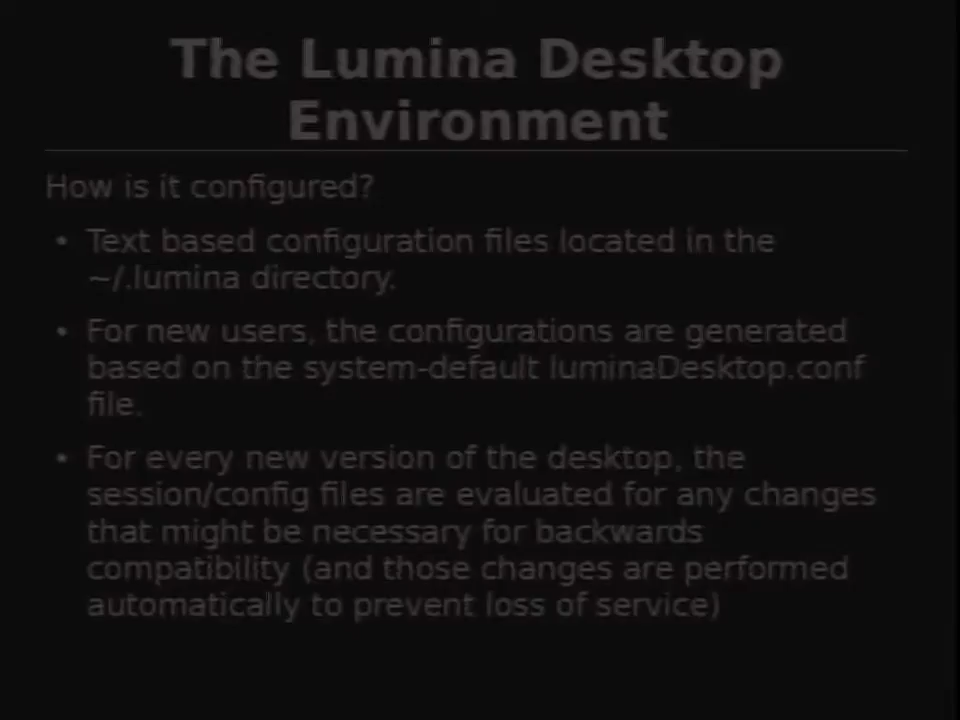 The Lumina Desktop
Environment
How is it configured?
• Text based configuration files located in the
~/.lumina directory.
• For new users, the configurations are generated
based on the system-default luminaDesktop.conf
file.
• For every new version of the desktop, the
session/config files are evaluated for any changes
that might be necessary for backwards
compatibility (and those changes are performed
automatically to prevent loss of service)